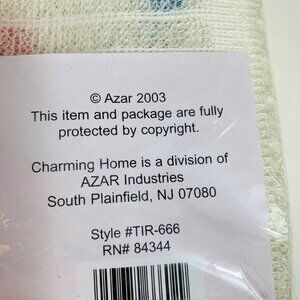 © Azar 2003
This item and package are fully
protected by copyright.
Charming Home is a division of
AZAR Industries
South Plainfield, NJ 07080
Style #TIR-666
RN# 84344